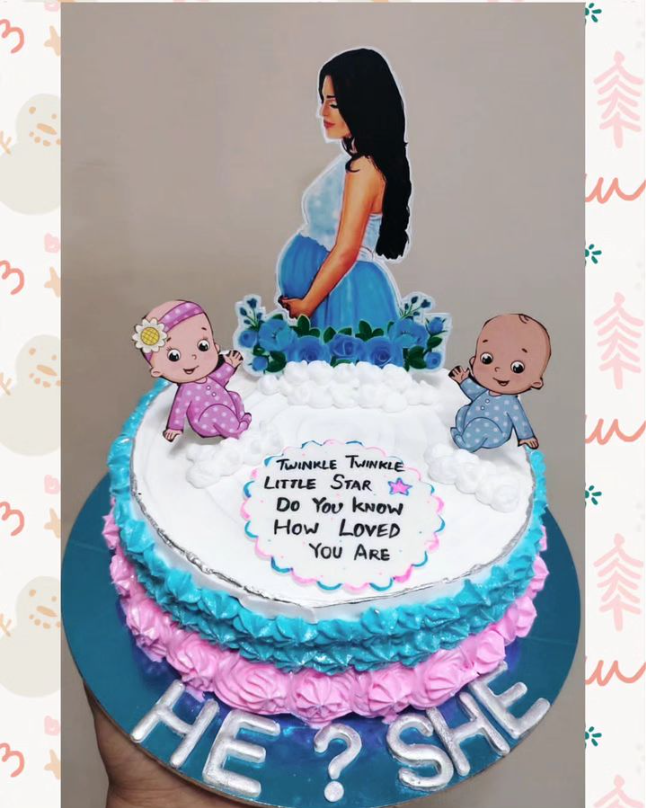 TWINKLE TWINKLE
LITTLE STAR
DO YOU KNOW
HOW LOVED
YOU ARE
HE ? SHE